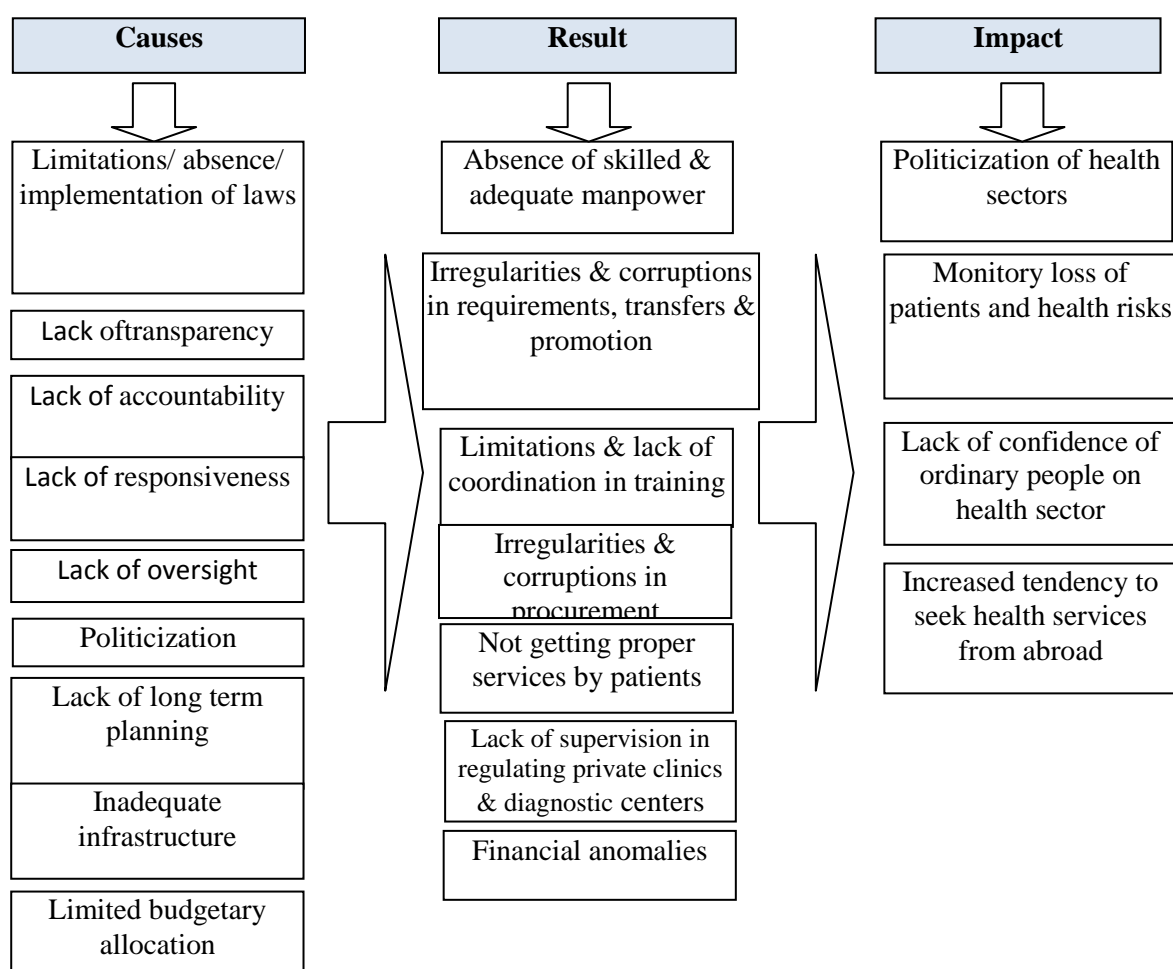 Causes
Limitations/ absence/
implementation of laws
Lack oftransparency
Lack of accountability
Lack of responsiveness
Lack of oversight
Politicization
Lack of long term
planning
Inadequate
infrastructure
Limited budgetary
allocation
Result
Absence of skilled &
adequate manpower
Irregularities & corruptions
in requirements, transfers &
promotion
Limitations & lack of
coordination in training
Irregularities &
corruptions in
procurement
Not getting proper
services by patients
Lack of supervision in
regulating private clinics
& diagnostic centers
Financial anomalies
Impact
Politicization of health
sectors
Monitory loss of
patients and health risks
Lack of confidence of
ordinary people on
health sector
Increased tendency to
seek health services
from abroad